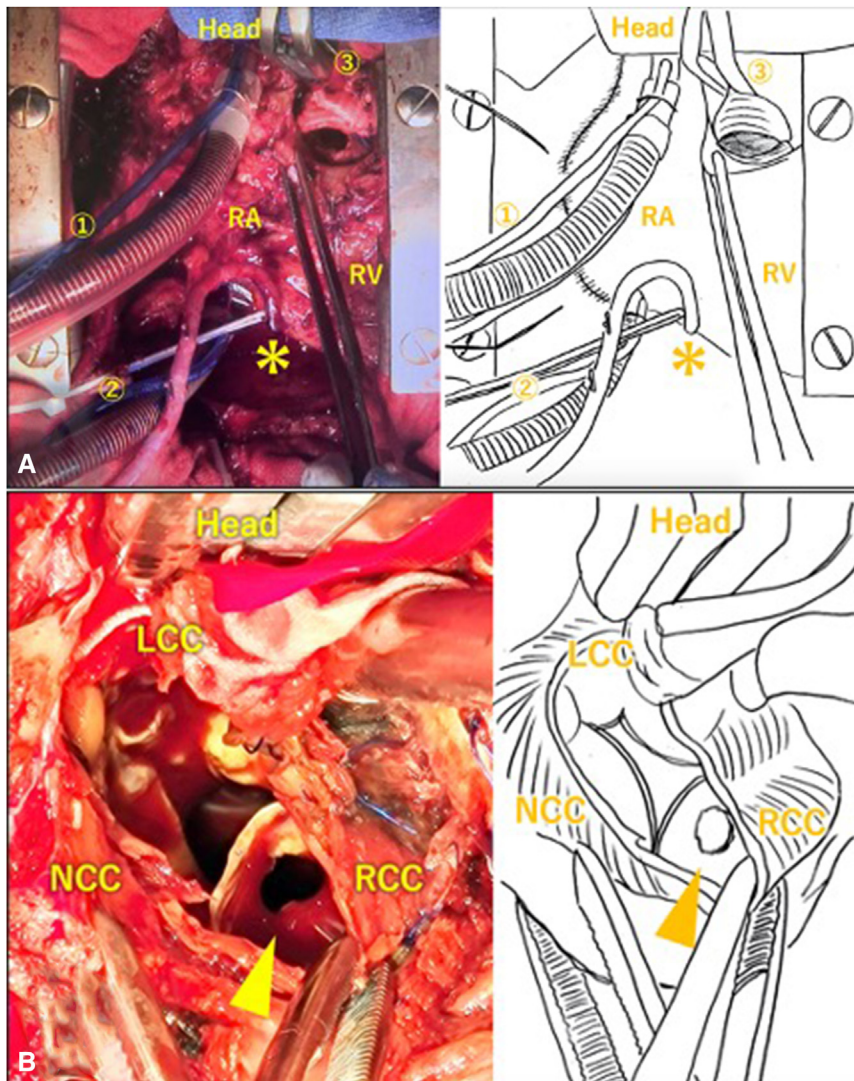 Head
③
①
RA
RV
②
*
A
Head
③
①
RA
RV
②
*
Head
LCC
NCC
RCC
B
Head
LCC
NCC
RCC